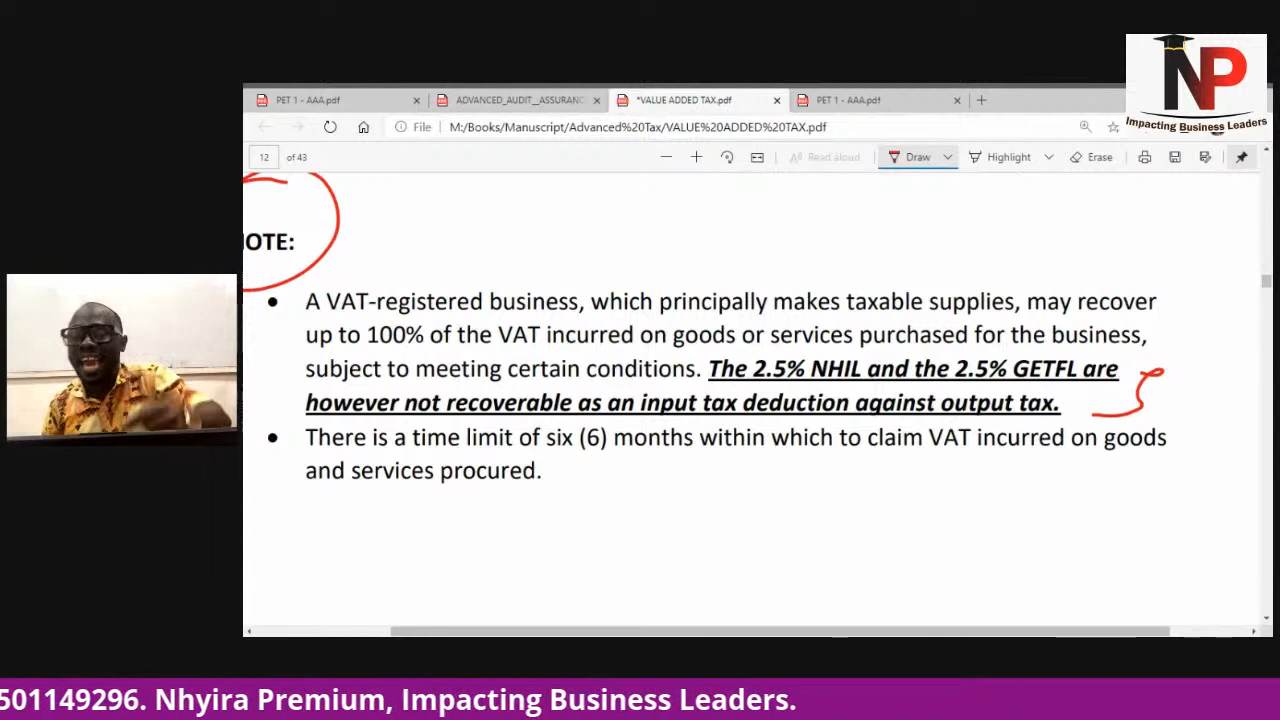 NP
Impacting Business Leaders
PET 1 - AAA.pdf
ADVANCED_AUDIT__ASSURANC
*VALUE ADDED TAX.pdf
PET 1 - AAA.pdf
File M:/Books/Manuscript/Advanced%20Tax/VALUE%20ADDED%20TAX.pdf
12 of 43
Read aloud
Draw
Highlight
Erase
OTE:
• A VAT-registered business, which principally makes taxable supplies, may recover
up to 100% of the VAT incurred on goods or services purchased for the business,
subject to meeting certain conditions. The 2.5% NHIL and the 2.5% GETFL are
however not recoverable as an input tax deduction against output tax.
• There is a time limit of six (6) months within which to claim VAT incurred on goods
and services procured.
501149296. Nhyira Premium, Impacting Business Leaders.